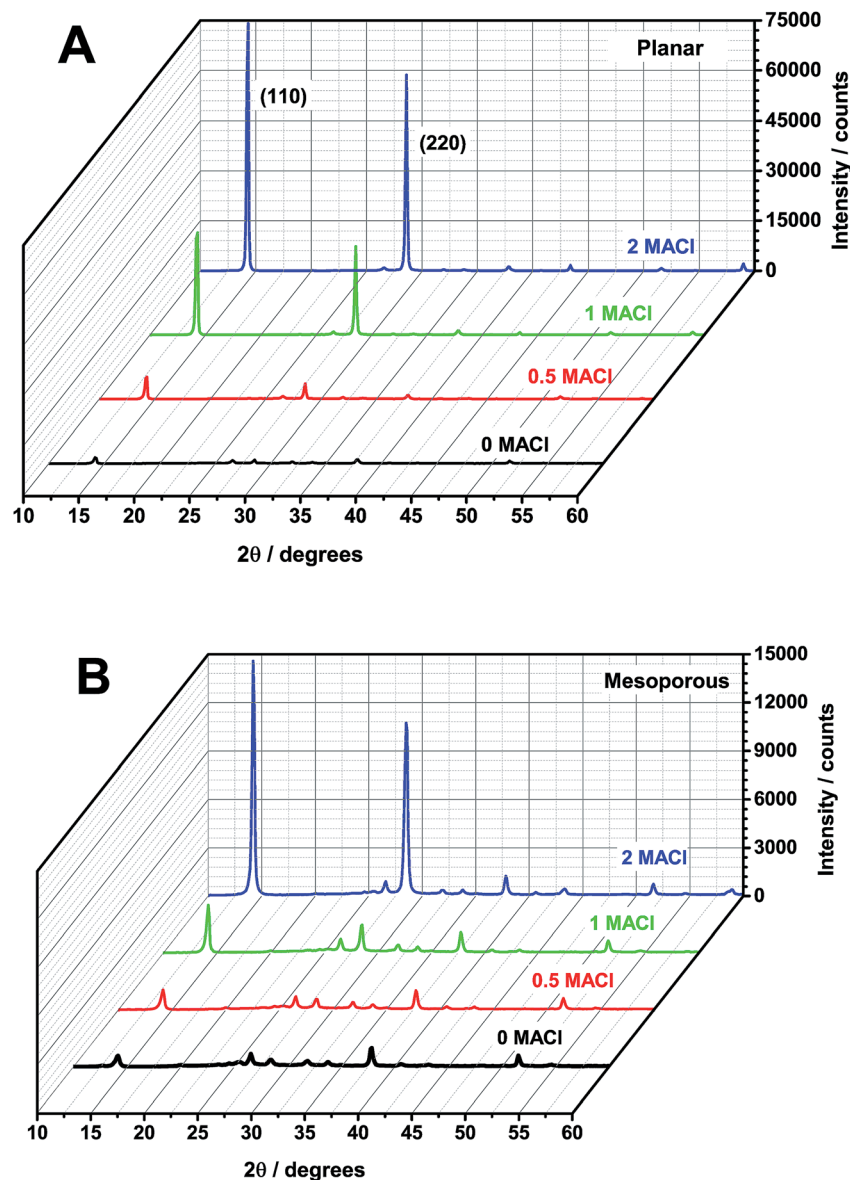 A
Planar
75000
60000
45000
30000
15000
0
Intensity / counts
(110)
(220)
2 MACl
1 MACl
0.5 MACl
0 MACl
10 15 20 25 30 35 40 45 50 55 60
2θ / degrees
B
Mesoporous
15000
12000
9000
6000
3000
0
Intensity / counts
2 MACl
1 MACl
0.5 MACl
0 MACl
10 15 20 25 30 35 40 45 50 55 60
2θ / degrees